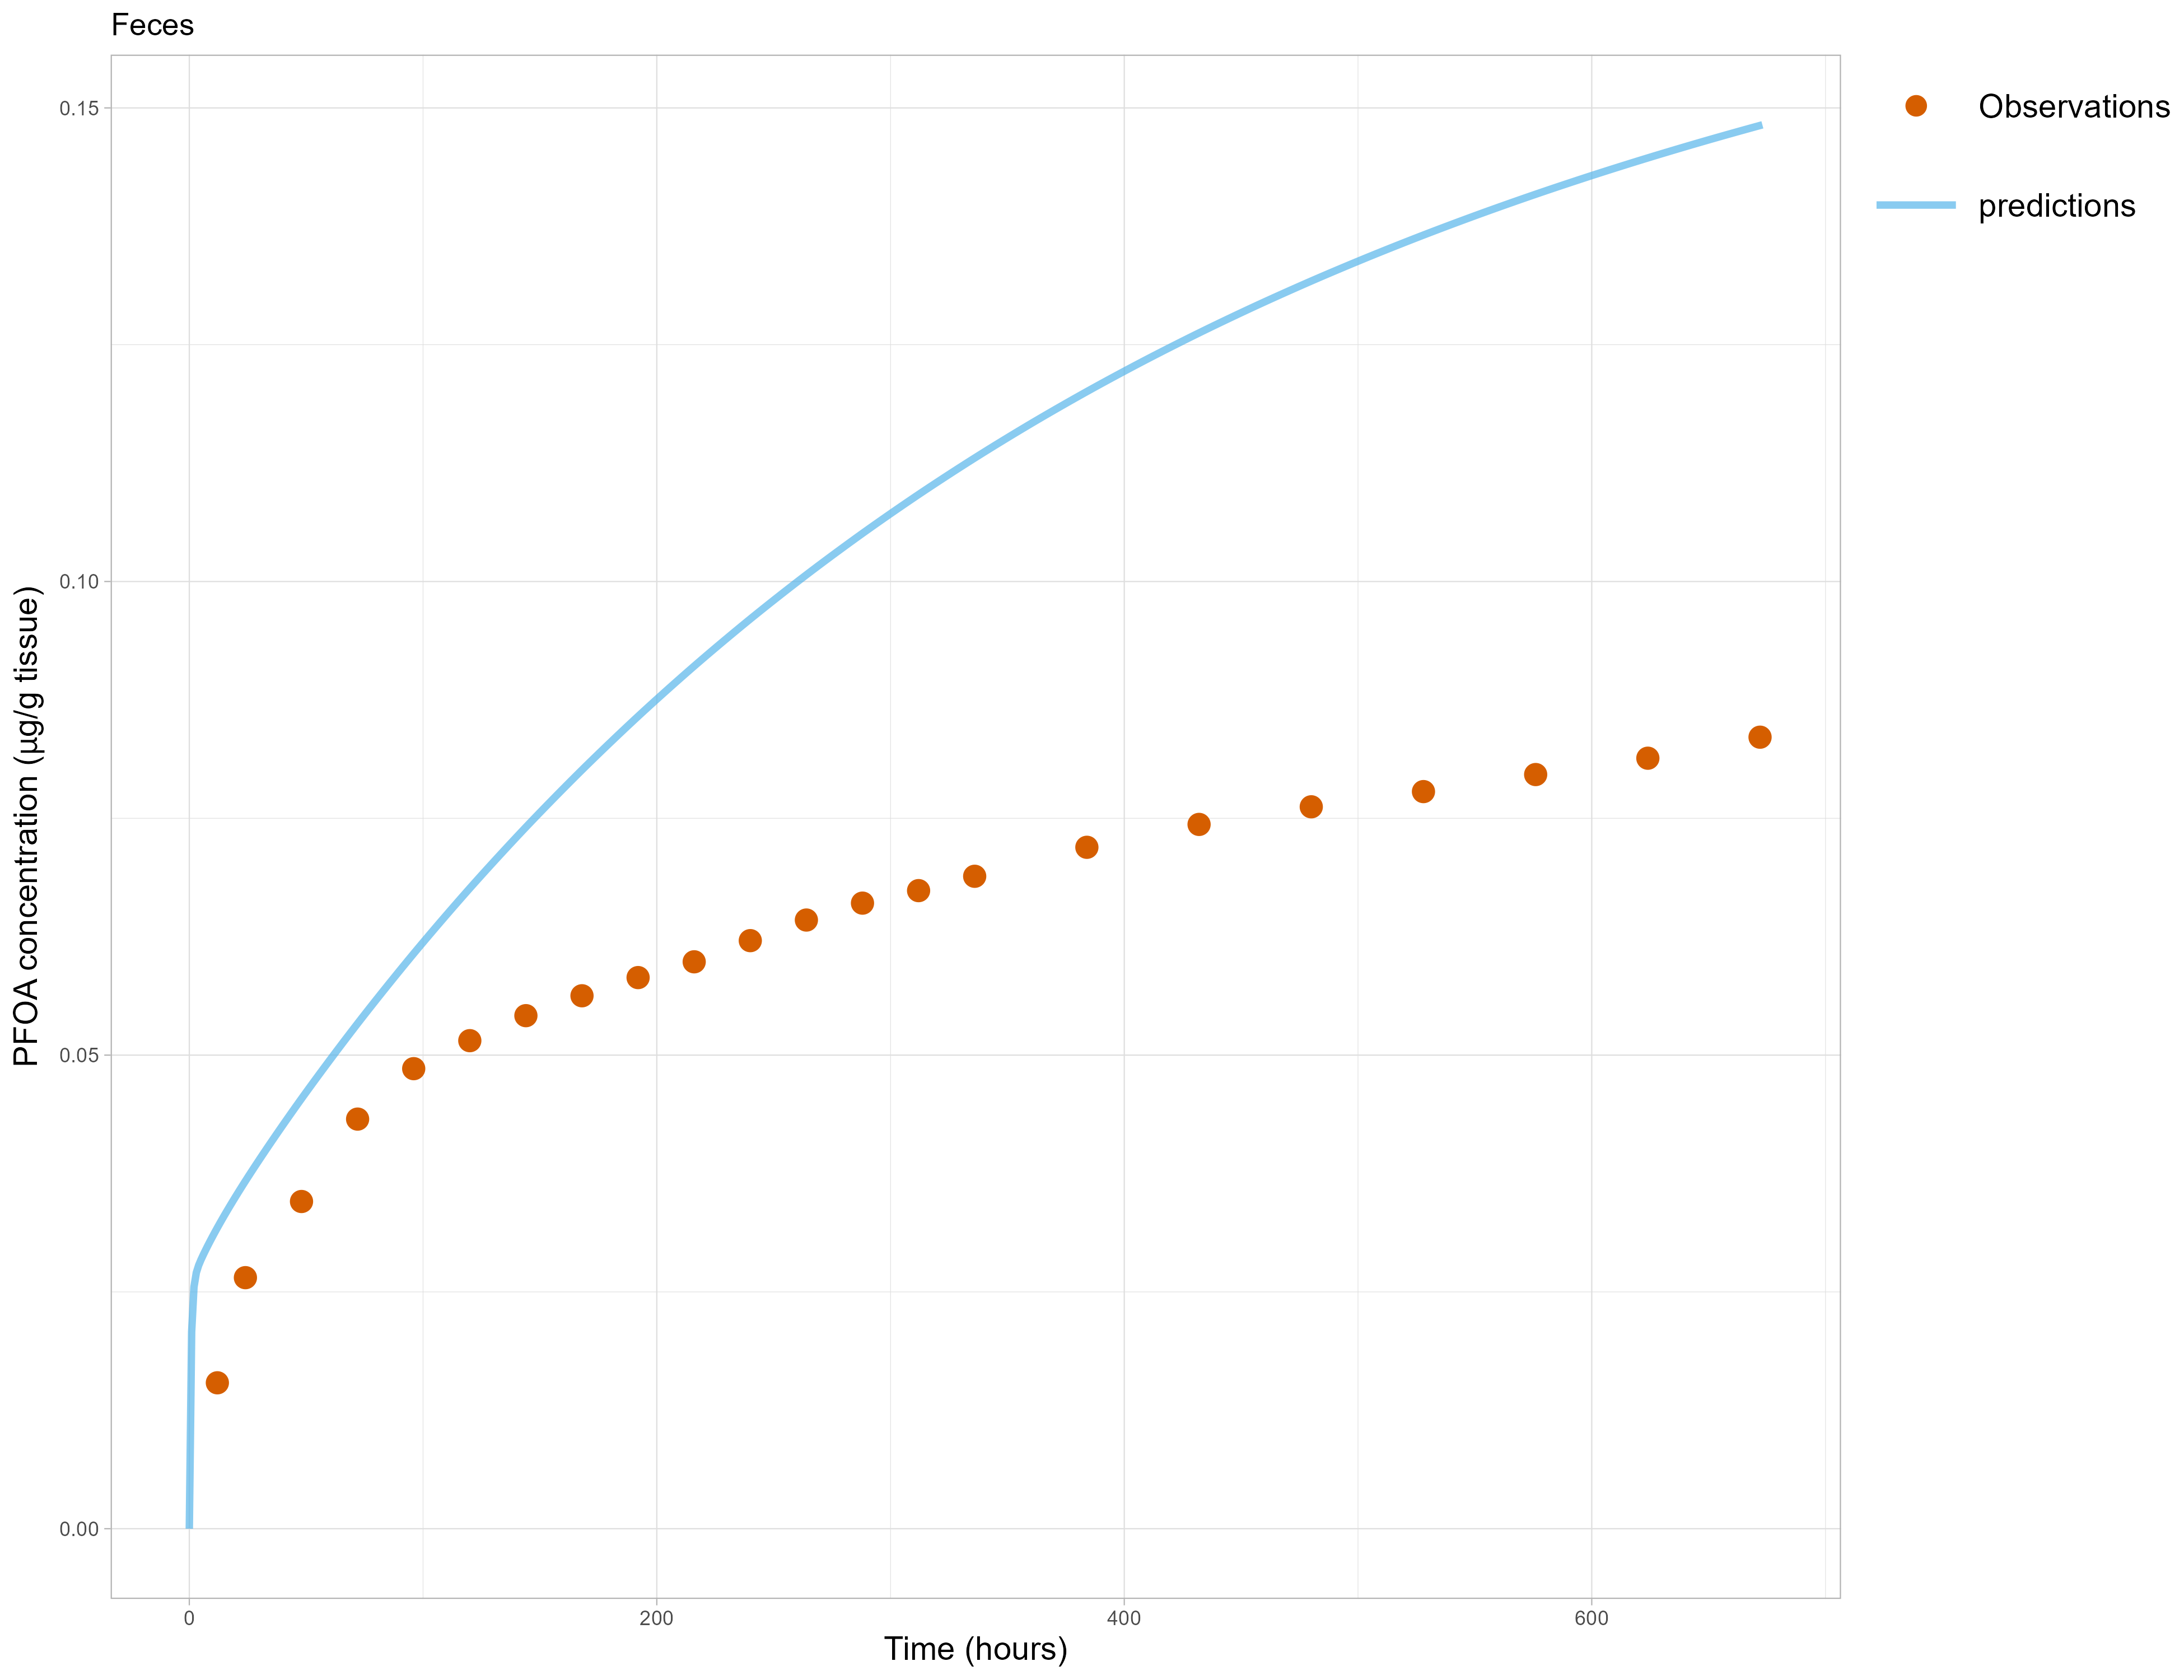 Feces
0.15
0.10
0.05
0.00
PFOA concentration (µg/g tissue)
0
200
400
600
Time (hours)
Observations
predictions